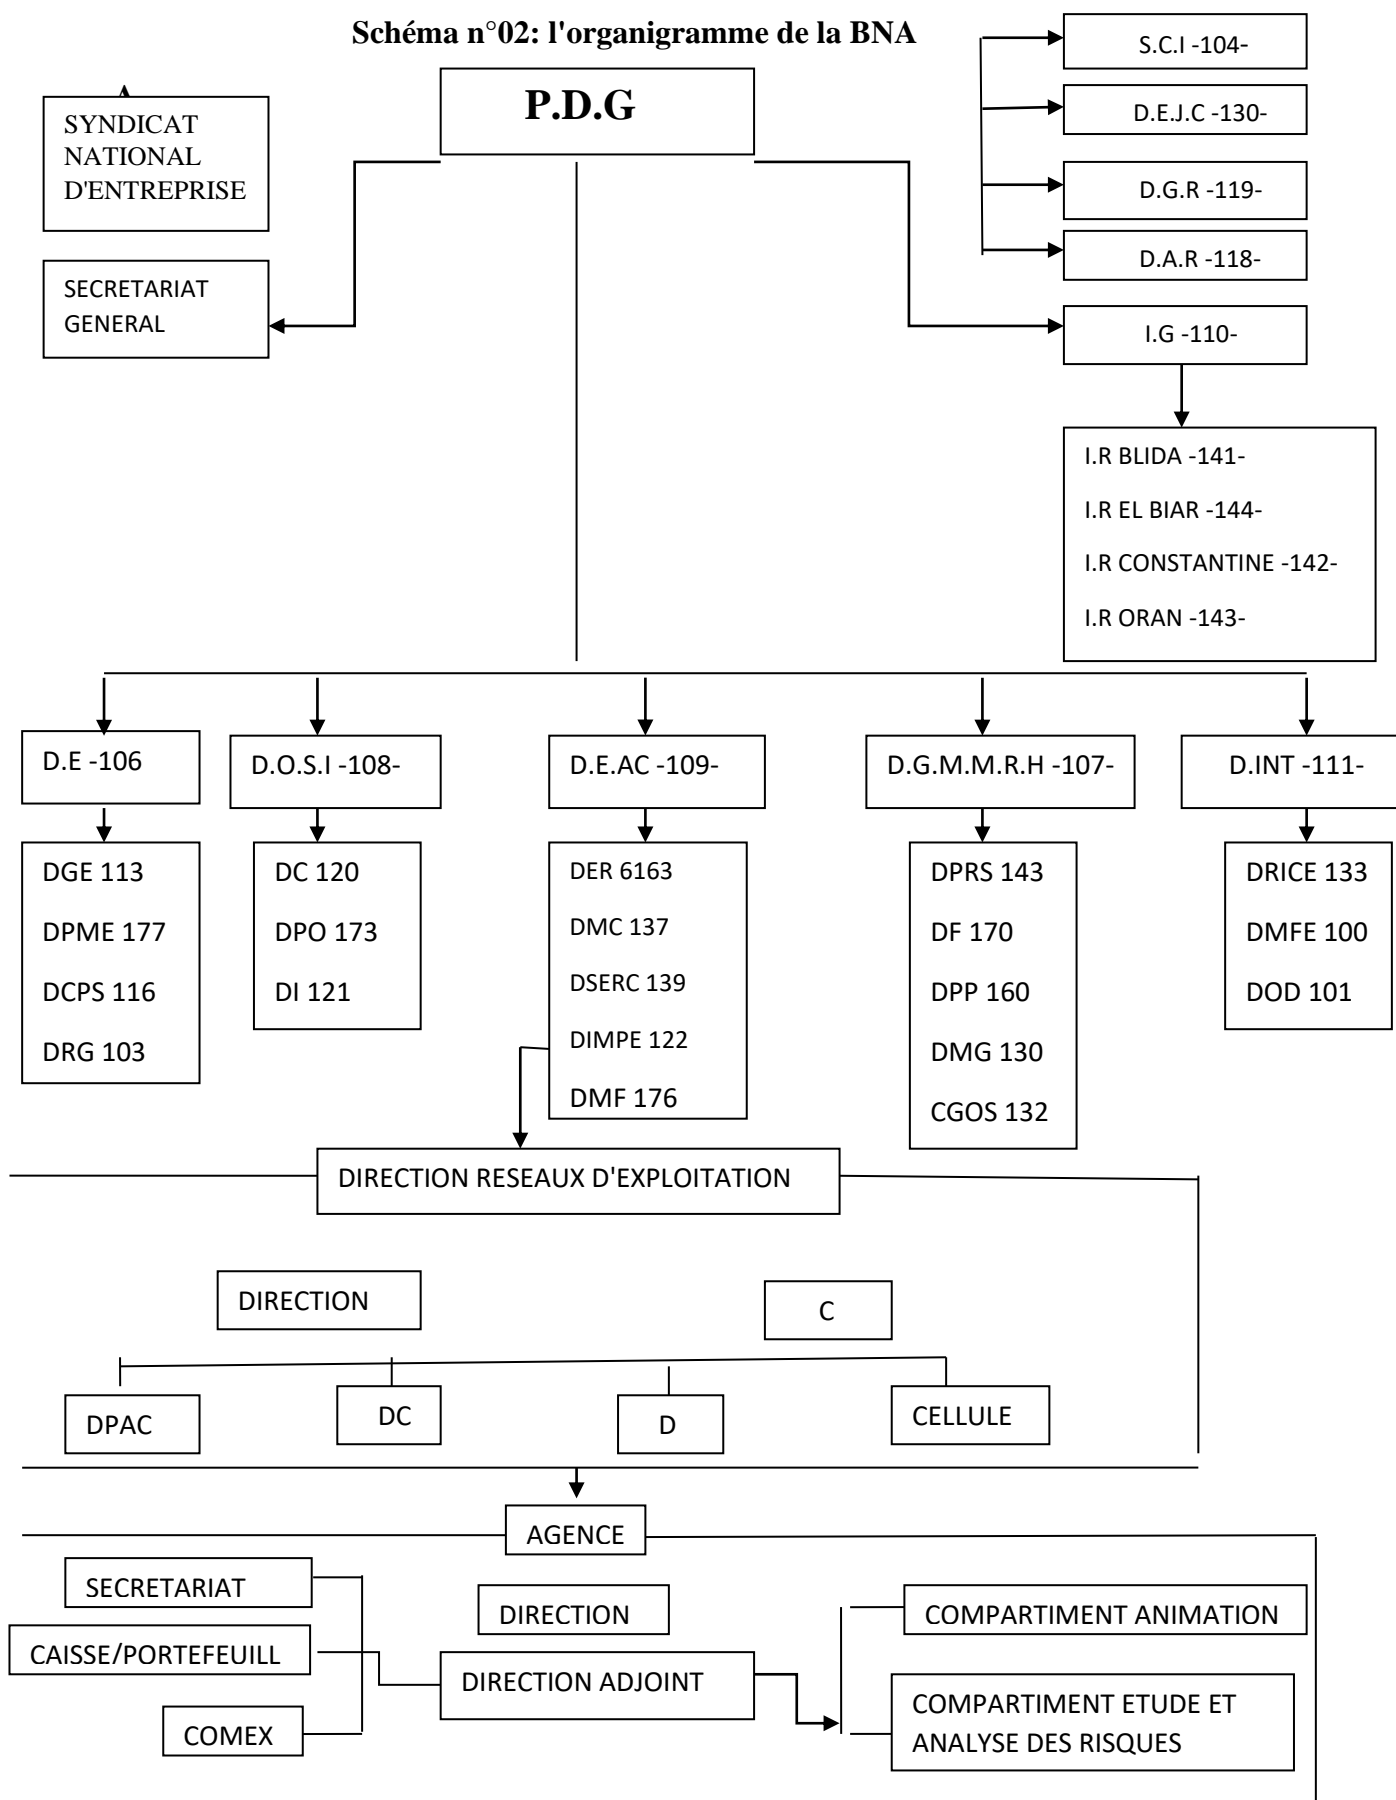 Schéma n°02: l'organigramme de la BNA
P.D.G
SYNDICAT
NATIONAL
D'ENTREPRISE
SECRETARIAT
GENERAL
S.C.I -104-
D.E.J.C -130-
D.G.R -119-
D.A.R -118-
I.G -110-
I.R BLIDA -141-
I.R EL BIAR -144-
I.R CONSTANTINE -142-
I.R ORAN -143-
D.E -106
D.O.S.I -108-
D.E.AC -109-
D.G.M.M.R.H -107-
D.INT -111-
DGE 113
DPME 177
DCPS 116
DRG 103
DC 120
DPO 173
DI 121
DER 6163
DMC 137
DSERC 139
DIMPE 122
DMF 176
DPRS 143
DF 170
DPP 160
DMG 130
CGOS 132
DRICE 133
DMFE 100
DOD 101
DIRECTION RESEAUX D'EXPLOITATION
DIRECTION
C
DPAC
DC
D
CELLULE
AGENCE
SECRETARIAT
CAISSE/PORTEFEUILL
COMEX
DIRECTION
DIRECTION ADJOINT
COMPARTIMENT ANIMATION
COMPARTIMENT ETUDE ET
ANALYSE DES RISQUES